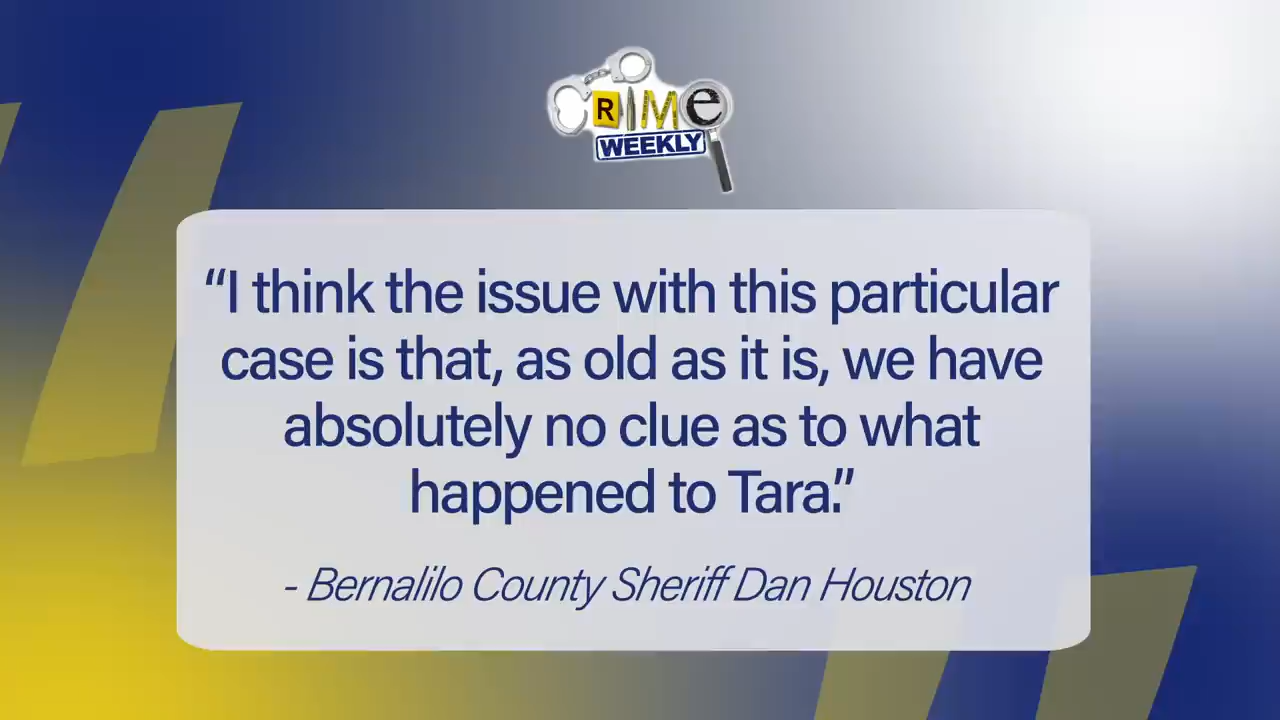 CRIMe
WEEKLY
“I think the issue with this particular
case is that, as old as it is, we have
absolutely no clue as to what
happened to Tara.”
- Bernalilo County Sheriff Dan Houston